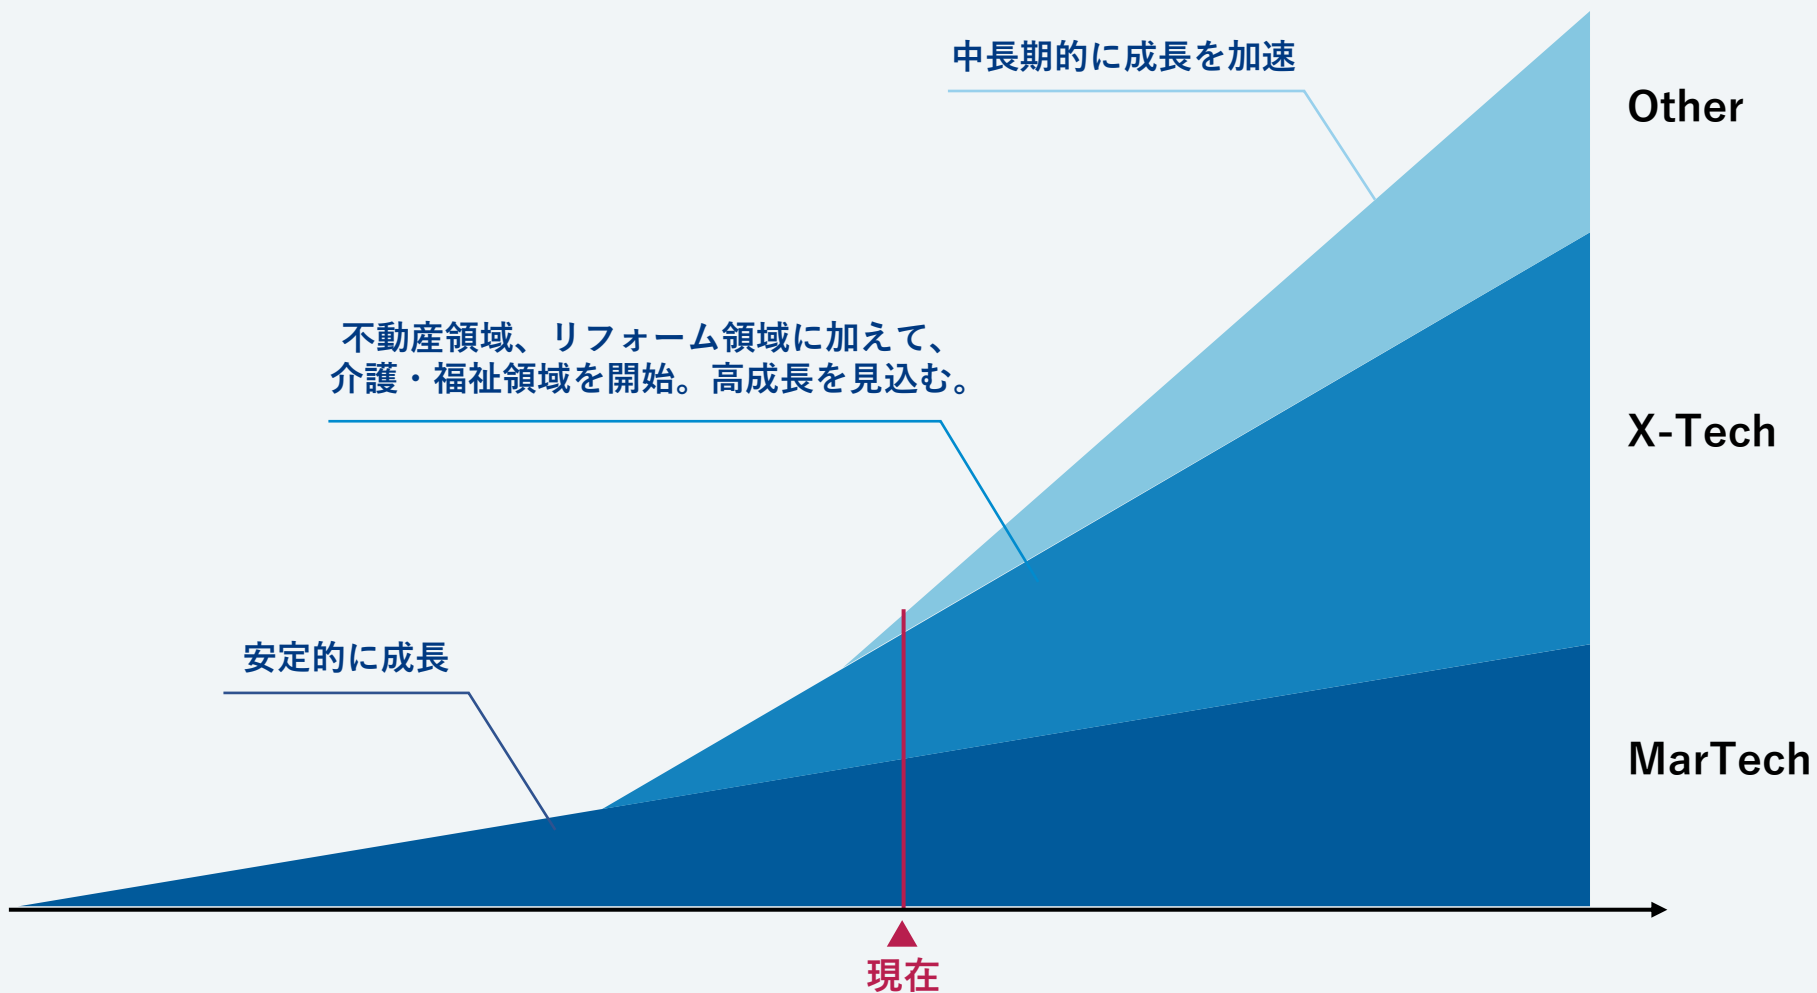 中長期的に成長を加速
Other
不動産領域、リフォーム領域に加えて、
介護・福祉領域を開始。高成長を見込む。
X-Tech
安定的に成長
MarTech
現在